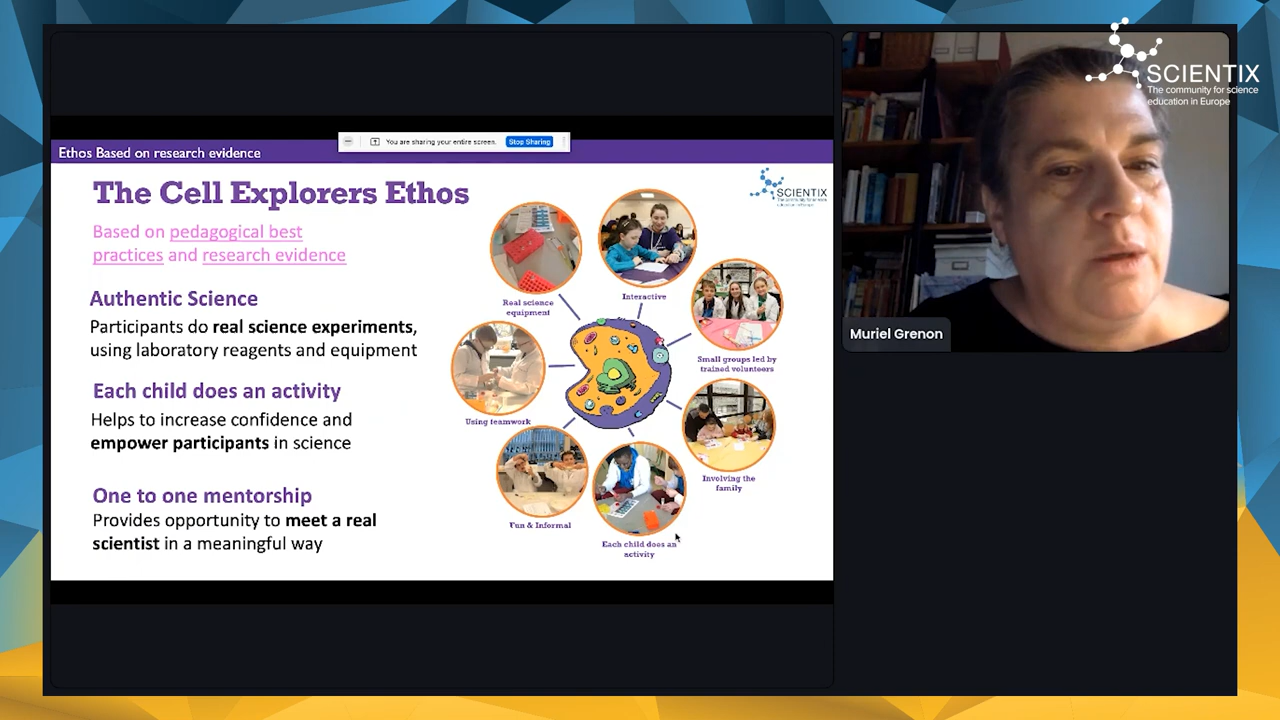 SCIENTIX
The community for science
education in Europe
You are sharing your entire screen.
Stop Sharing
Ethos Based on research evidence
The Cell Explorers Ethos
SCIENTIX
Based on pedagogical best
practices and research evidence
Authentic Science
Participants do real science experiments,
using laboratory reagents and equipment
Each child does an activity
Helps to increase confidence and
empower participants in science
One to one mentorship
Provides opportunity to meet a real
scientist in a meaningful way
Real science
equipment
Interactive
Small groups led by
trained volunteers
Using teamwork
Involving the
family
Fun & Informal
Each child does an
activity
Muriel Grenon